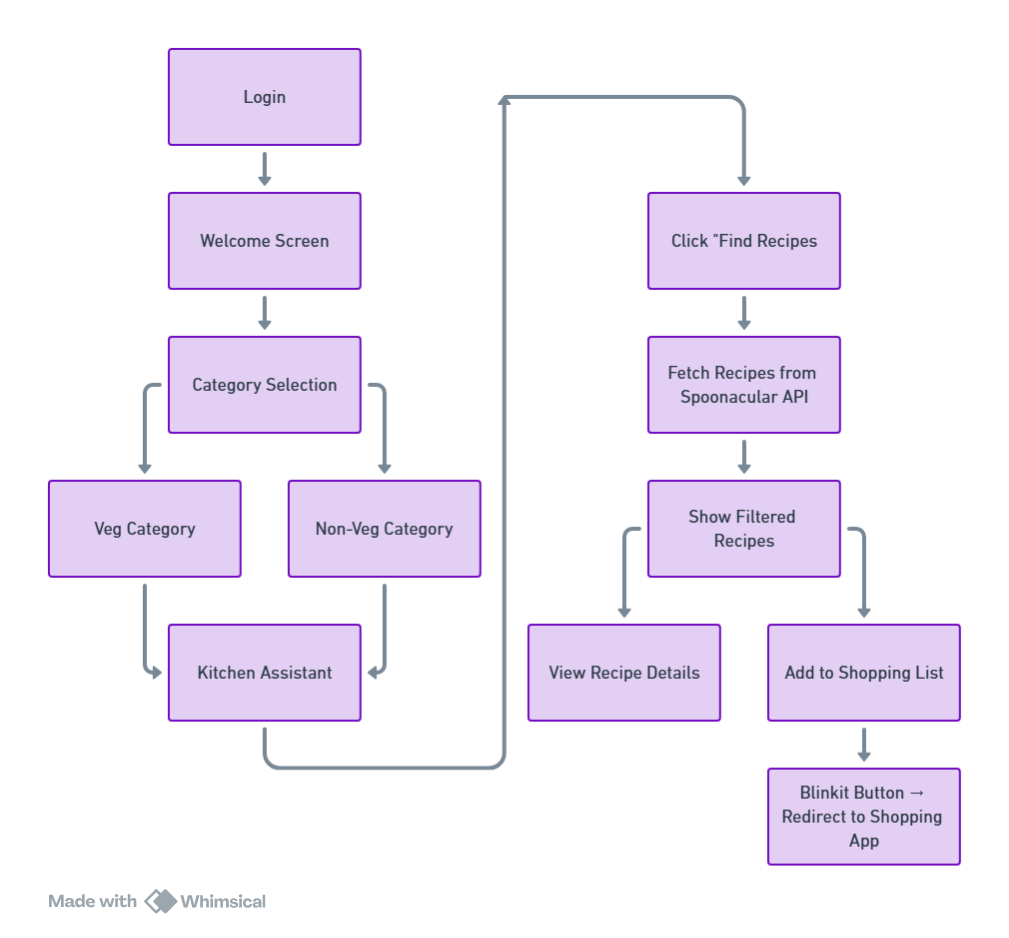 Login
Welcome Screen
Category Selection
Veg Category
Non-Veg Category
Kitchen Assistant
Click "Find Recipes
Fetch Recipes from
Spoonacular API
Show Filtered
Recipes
View Recipe Details
Add to Shopping List
Blinkit Button →
Redirect to Shopping
App
Made with Whimsical